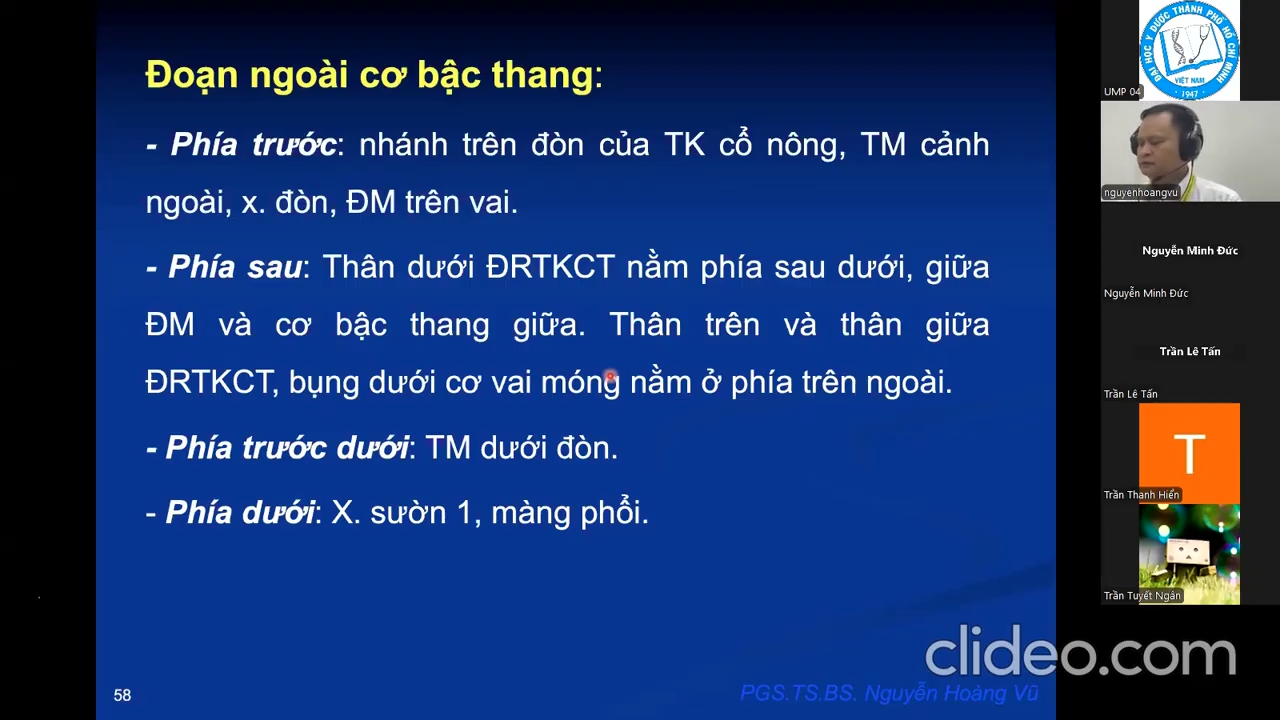 Đoạn ngoài cơ bậc thang:
- Phía trước: nhánh trên đòn của TK cổ nông, TM cảnh
ngoài, x. đòn, ĐM trên vai.
- Phía sau: Thân dưới ĐRTKCT nằm phía sau dưới, giữa
ĐM và cơ bậc thang giữa. Thân trên và thân giữa
ĐRTKCT, bụng dưới cơ vai móng nằm ở phía trên ngoài.
- Phía trước dưới: TM dưới đòn.
- Phía dưới: X. sườn 1, màng phổi.
58
PGS.TS.BS. Nguyễn Hoàng Vũ
ĐẠI HỌC Y DƯỢC THÀNH PHỐ HỒ CHÍ MINH
VIỆT NAM
1947
UMP 04
nguyenhoangvu
Nguyễn Minh Đức
Nguyễn Minh Đức
Trần Lê Tấn
Trần Lê Tấn
T
Trần Thanh Hiển
Trần Tuyết Ngân
clideo.com